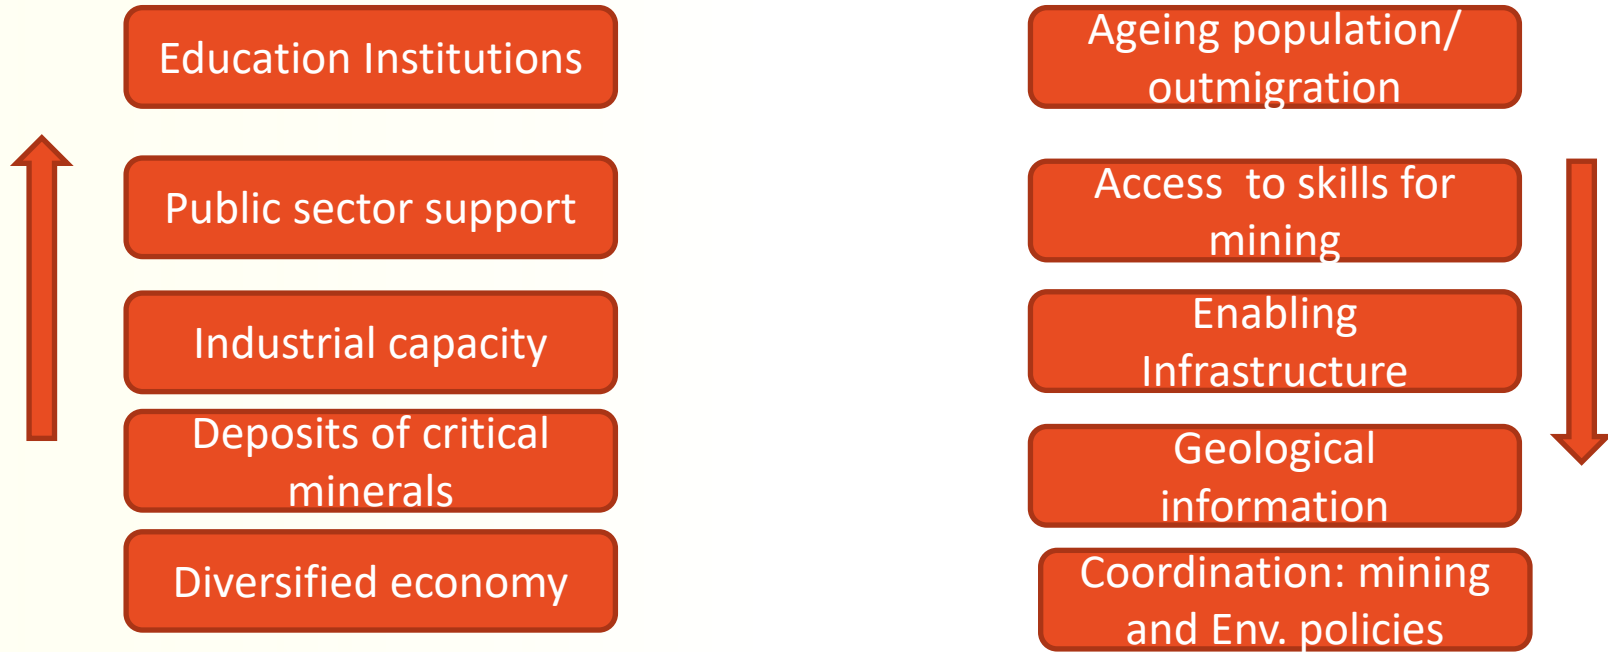 Education Institutions
Public sector support
Industrial capacity
Deposits of critical
minerals
Diversified economy
Ageing population/
outmigration
Access  to skills for
mining
Enabling
Infrastructure
Geological
information
Coordination: mining
and Env. policies